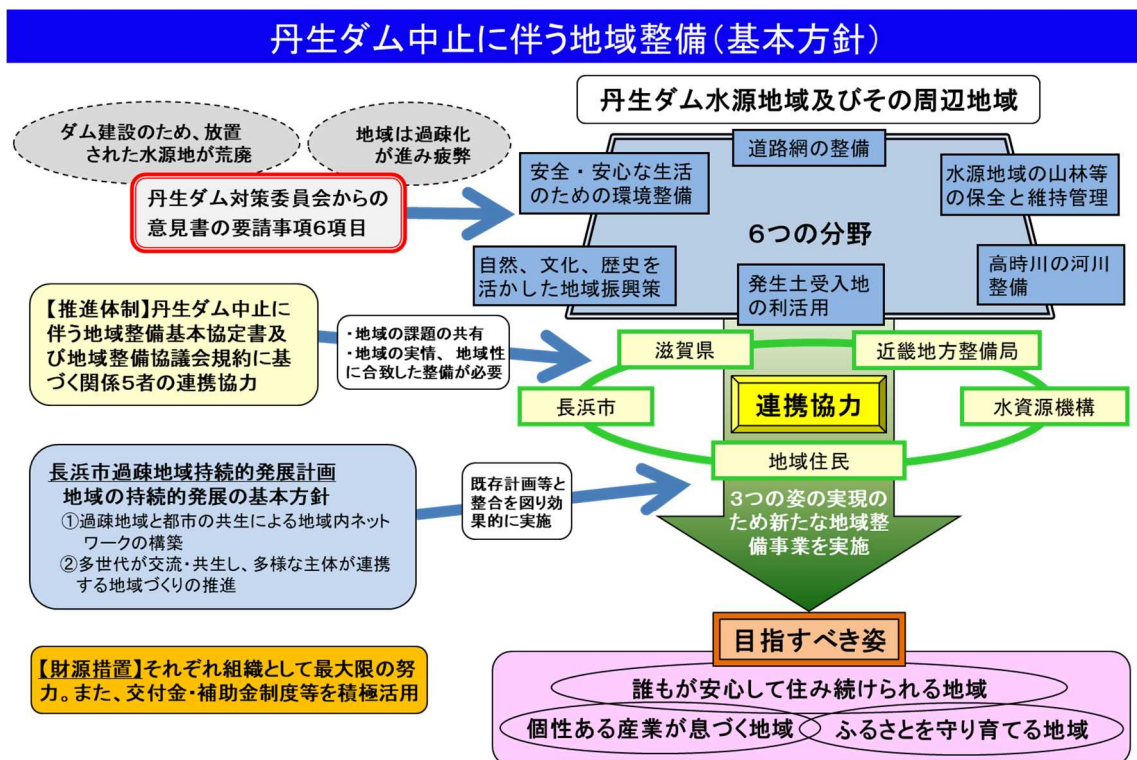 丹生ダム中止に伴う地域整備(基本方針)
丹生ダム水源地域及びその周辺地域
ダム建設のため、放置
された水源地が荒廃
地域は過疎化
が進み疲弊
丹生ダム対策委員会からの
意見書の要請事項6項目
道路網の整備
安全・安心な生活
のための環境整備
水源地域の山林等
の保全と維持管理
6つの分野
自然、文化、歴史を
活かした地域振興策
発生土受入地
の利活用
高時川の河川
整備
【推進体制】丹生ダム中止に
伴う地域整備基本協定書及
び地域整備協議会規約に基
づく関係5者の連携協力
・地域の課題の共有
・地域の実情、地域性
に合致した整備が必要
滋賀県
近畿地方整備局
長浜市
連携協力
水資源機構
地域住民
長浜市過疎地域持続的発展計画
地域の持続的発展の基本方針
①過疎地域と都市の共生による地域内ネット
ワークの構築
②多世代が交流・共生し、多様な主体が連携
する地域づくりの推進
既存計画等と
整合を図り効
果的に実施
3つの姿の実現の
ため新たな地域整
備事業を実施
【財源措置】それぞれ組織として最大限の努
力。また、交付金・補助金制度等を積極活用
目指すべき姿
誰もが安心して住み続けられる地域
個性ある産業が息づく地域
ふるさとを守り育てる地域